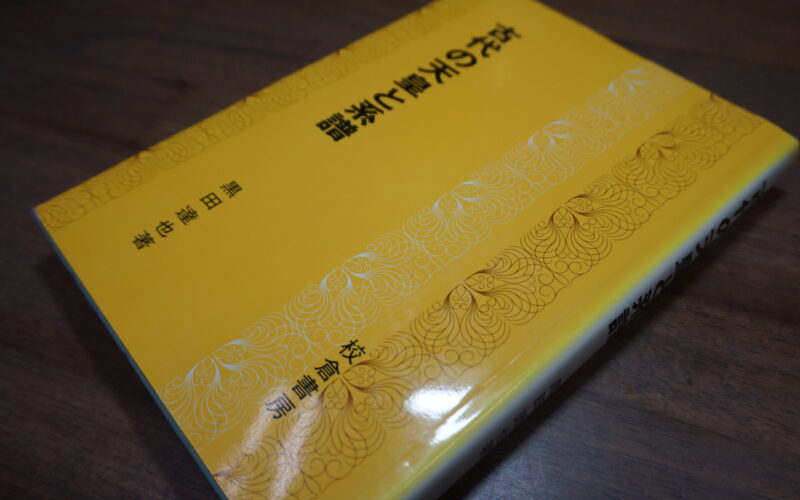 古代の天皇と系譜
黒田達也著
校倉書房